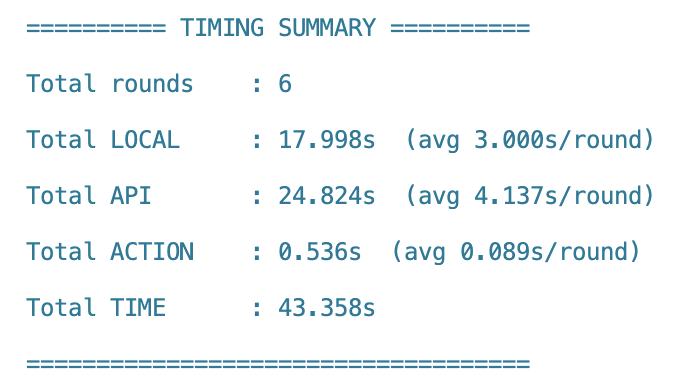 ========== TIMING SUMMARY ==========
Total rounds    : 6
Total LOCAL     : 17.998s  (avg 3.000s/round)
Total API       : 24.824s  (avg 4.137s/round)
Total ACTION    : 0.536s  (avg 0.089s/round)
Total TIME      : 43.358s
====================================